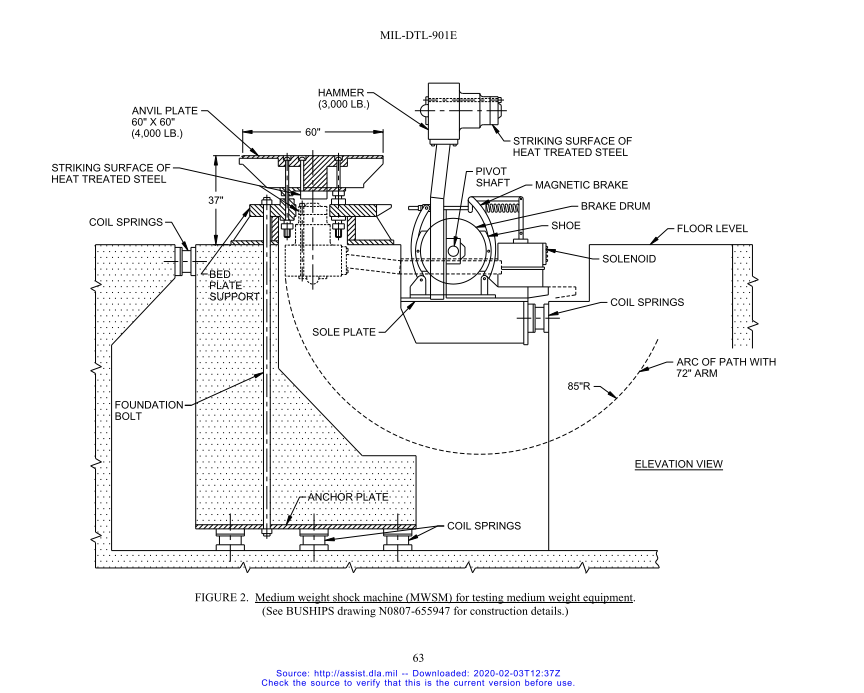 MIL-DTL-901E
HAMMER
(3,000 LB.)
ANVIL PLATE
60" X 60"
(4,000 LB.)
60"
STRIKING SURFACE OF
HEAT TREATED STEEL
STRIKING SURFACE OF
HEAT TREATED STEEL
PIVOT
SHAFT
MAGNETIC BRAKE
37"
BRAKE DRUM
COIL SPRINGS
SHOE
FLOOR LEVEL
SOLENOID
BED
PLATE
SUPPORT
COIL SPRINGS
SOLE PLATE
ARC OF PATH WITH
72" ARM
85"R
FOUNDATION
BOLT
ELEVATION VIEW
ANCHOR PLATE
COIL SPRINGS
FIGURE 2. Medium weight shock machine (MWSM) for testing medium weight equipment.
(See BUSHIPS drawing N0807-655947 for construction details.)
63
Source: http://assist.dla.mil -- Downloaded: 2020-02-03T12:37Z
Check the source to verify that this is the current version before use.